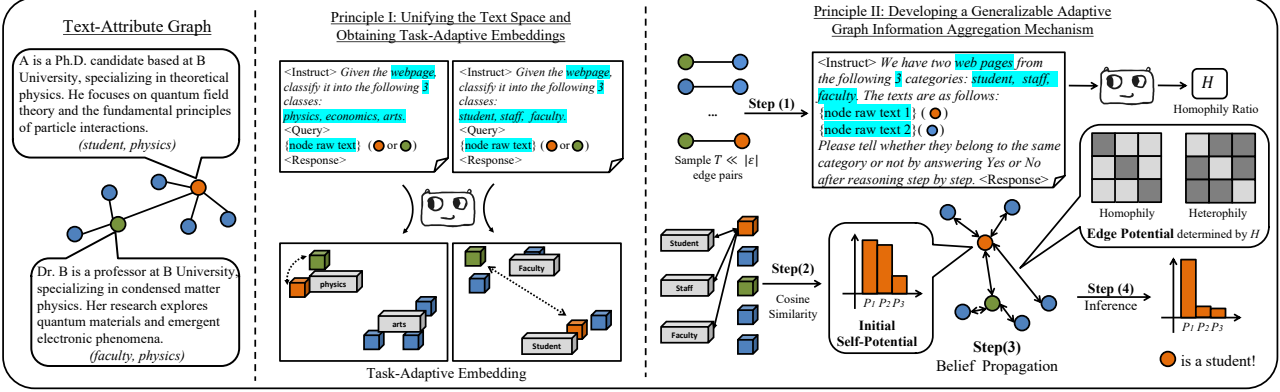 Text-Attribute Graph
A is a Ph.D. candidate based at B
University, specializing in theoretical
physics. He focuses on quantum field
theory and the fundamental principles
of particle interactions.
(student, physics)
Dr. B is a professor at B University,
specializing in condensed matter
physics. Her research explores
quantum materials and emergent
electronic phenomena.
(faculty, physics)
Principle I: Unifying the Text Space and
Obtaining Task-Adaptive Embeddings
<Instruct> Given the webpage,
classify it into the following 3
classes:
physics, economics, arts.
<Query>
{node raw text} ( or )
<Response>
<Instruct> Given the webpage,
classify it into the following 3
classes:
student, staff, faculty.
<Query>
{node raw text} ( or )
<Response>
physics
arts
Faculty
Student
Task-Adaptive Embedding
Principle II: Developing a Generalizable Adaptive
Graph Information Aggregation Mechanism
...
Sample T ≪ |ε|
edge pairs
Step (1)
<Instruct> We have two web pages from
the following 3 categories: student, staff,
faculty. The texts are as follows:
{node raw text 1} ( )
{node raw text 2} ( )
Please tell whether they belong to the same
category or not by answering Yes or No
after reasoning step by step. <Response>
H
Homophily Ratio
Homophily
Heterophily
Edge Potential determined by H
Student
Staff
Faculty
Step(2)
Cosine
Similarity
P1 P2 P3
Initial
Self-Potential
Step(3)
Belief Propagation
Step (4)
Inference
P1 P2 P3
is a student!